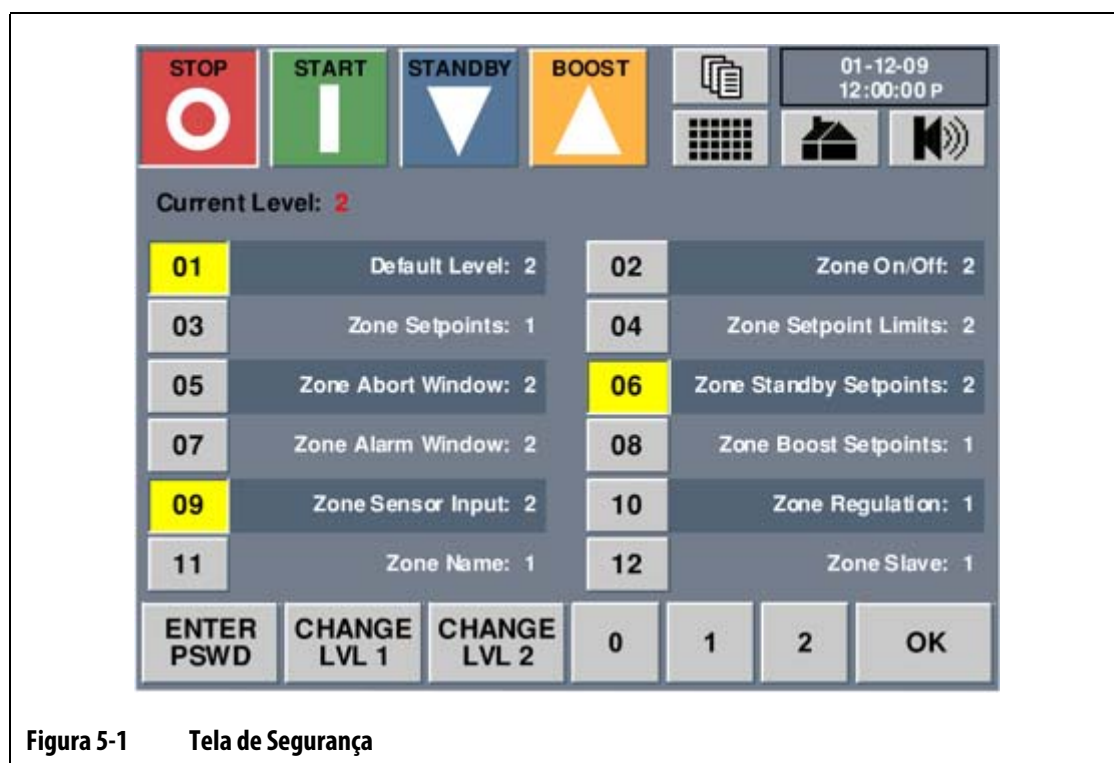 STOP START STANDBY BOOST
01-12-09
12:00:00 P
Current Level: 2
01 Default Level: 2 02 Zone On/Off: 2
03 Zone Setpoints: 1 04 Zone Setpoint Limits: 2
05 Zone Abort Window: 2 06 Zone Standby Setpoints: 2
07 Zone Alarm Window: 2 08 Zone Boost Setpoints: 1
09 Zone Sensor Input: 2 10 Zone Regulation: 1
11 Zone Name: 1 12 Zone Slave: 1
ENTER PSWD CHANGE LVL 1 CHANGE LVL 2 0 1 2 OK
Figura 5-1 Tela de Segurança